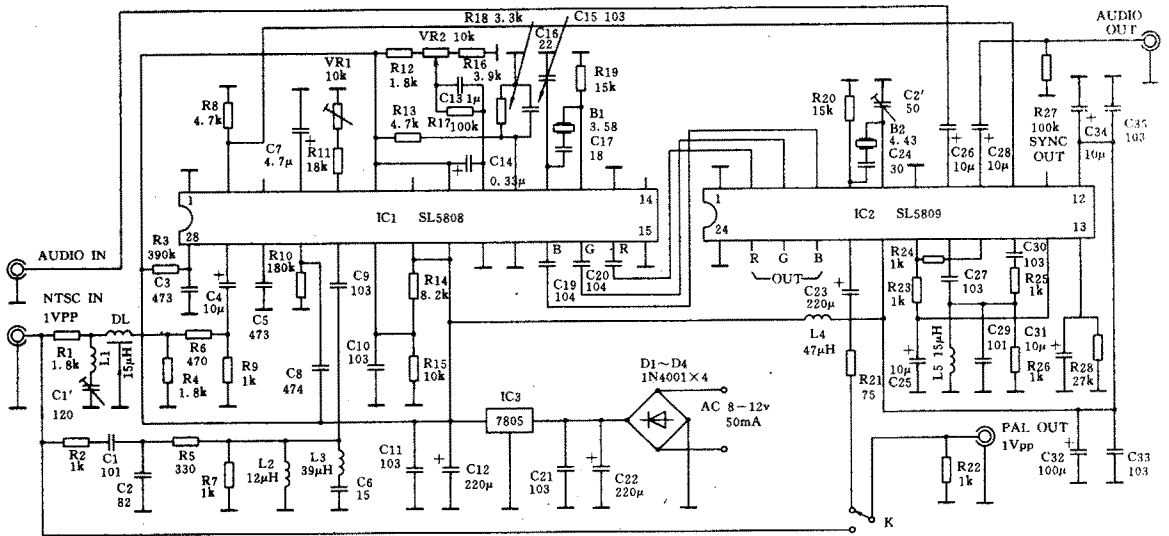 R18 3.3k
C15 103
AUDIO
OUT
VR2 10k
C16
22
R12
1.8k
R16
3.9k
R19
15k
VR1
10k
R8
4.7k
C13 1μ
R13
4.7k
R17
100k
B1
3.58
C17
18
R20
15k
C2'
50
B2
4.43
C24
30
C26
10μ
C28
10μ
R27
100k
SYNC
OUT
C34
10μ
C35
103
C7
4.7μ
R11
18k
C14
0.33μ
1
14
IC1 SL5808
28
15
1
12
IC2 SL5809
24
13
AUDIO IN
R3
390k
C3
473
C4
10μ
C5
473
R10
180k
C9
103
R14
8.2k
B
G
R
C19
104
C20
104
R
G
B
OUT
C23
220μ
R24
1k
R23
1k
C27
103
C30
103
R25
1k
NTSC IN
1VPP
DL
15μH
R1
1.8k
L1
C1'
120
R6
470
R4
1.8k
R9
1k
C8
474
C10
103
R15
10k
L4
47μH
R21
75
10μ
C25
L5 15μH
C29
101
C31
10μ
R26
1k
R28
27k
D1~D4
1N4001×4
IC3
7805
AC 8-12v
50mA
R2
1k
C1
101
C2
82
R5
330
R7
1k
L2
12μH
L3
39μH
C6
15
C11
103
C12
220μ
C21
103
C22
220μ
K
R22
1k
PAL OUT
1Vpp
C32
100μ
C33
103